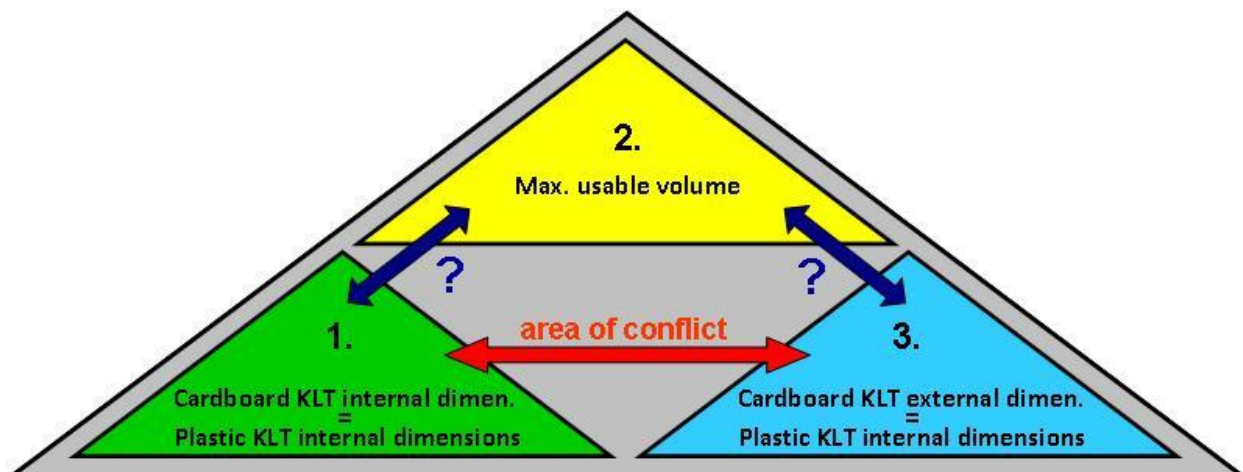 2.
Max. usable volume
?
?
area of conflict
1.
Cardboard KLT internal dimen.
=
Plastic KLT internal dimensions
3.
Cardboard KLT external dimen.
=
Plastic KLT internal dimensions